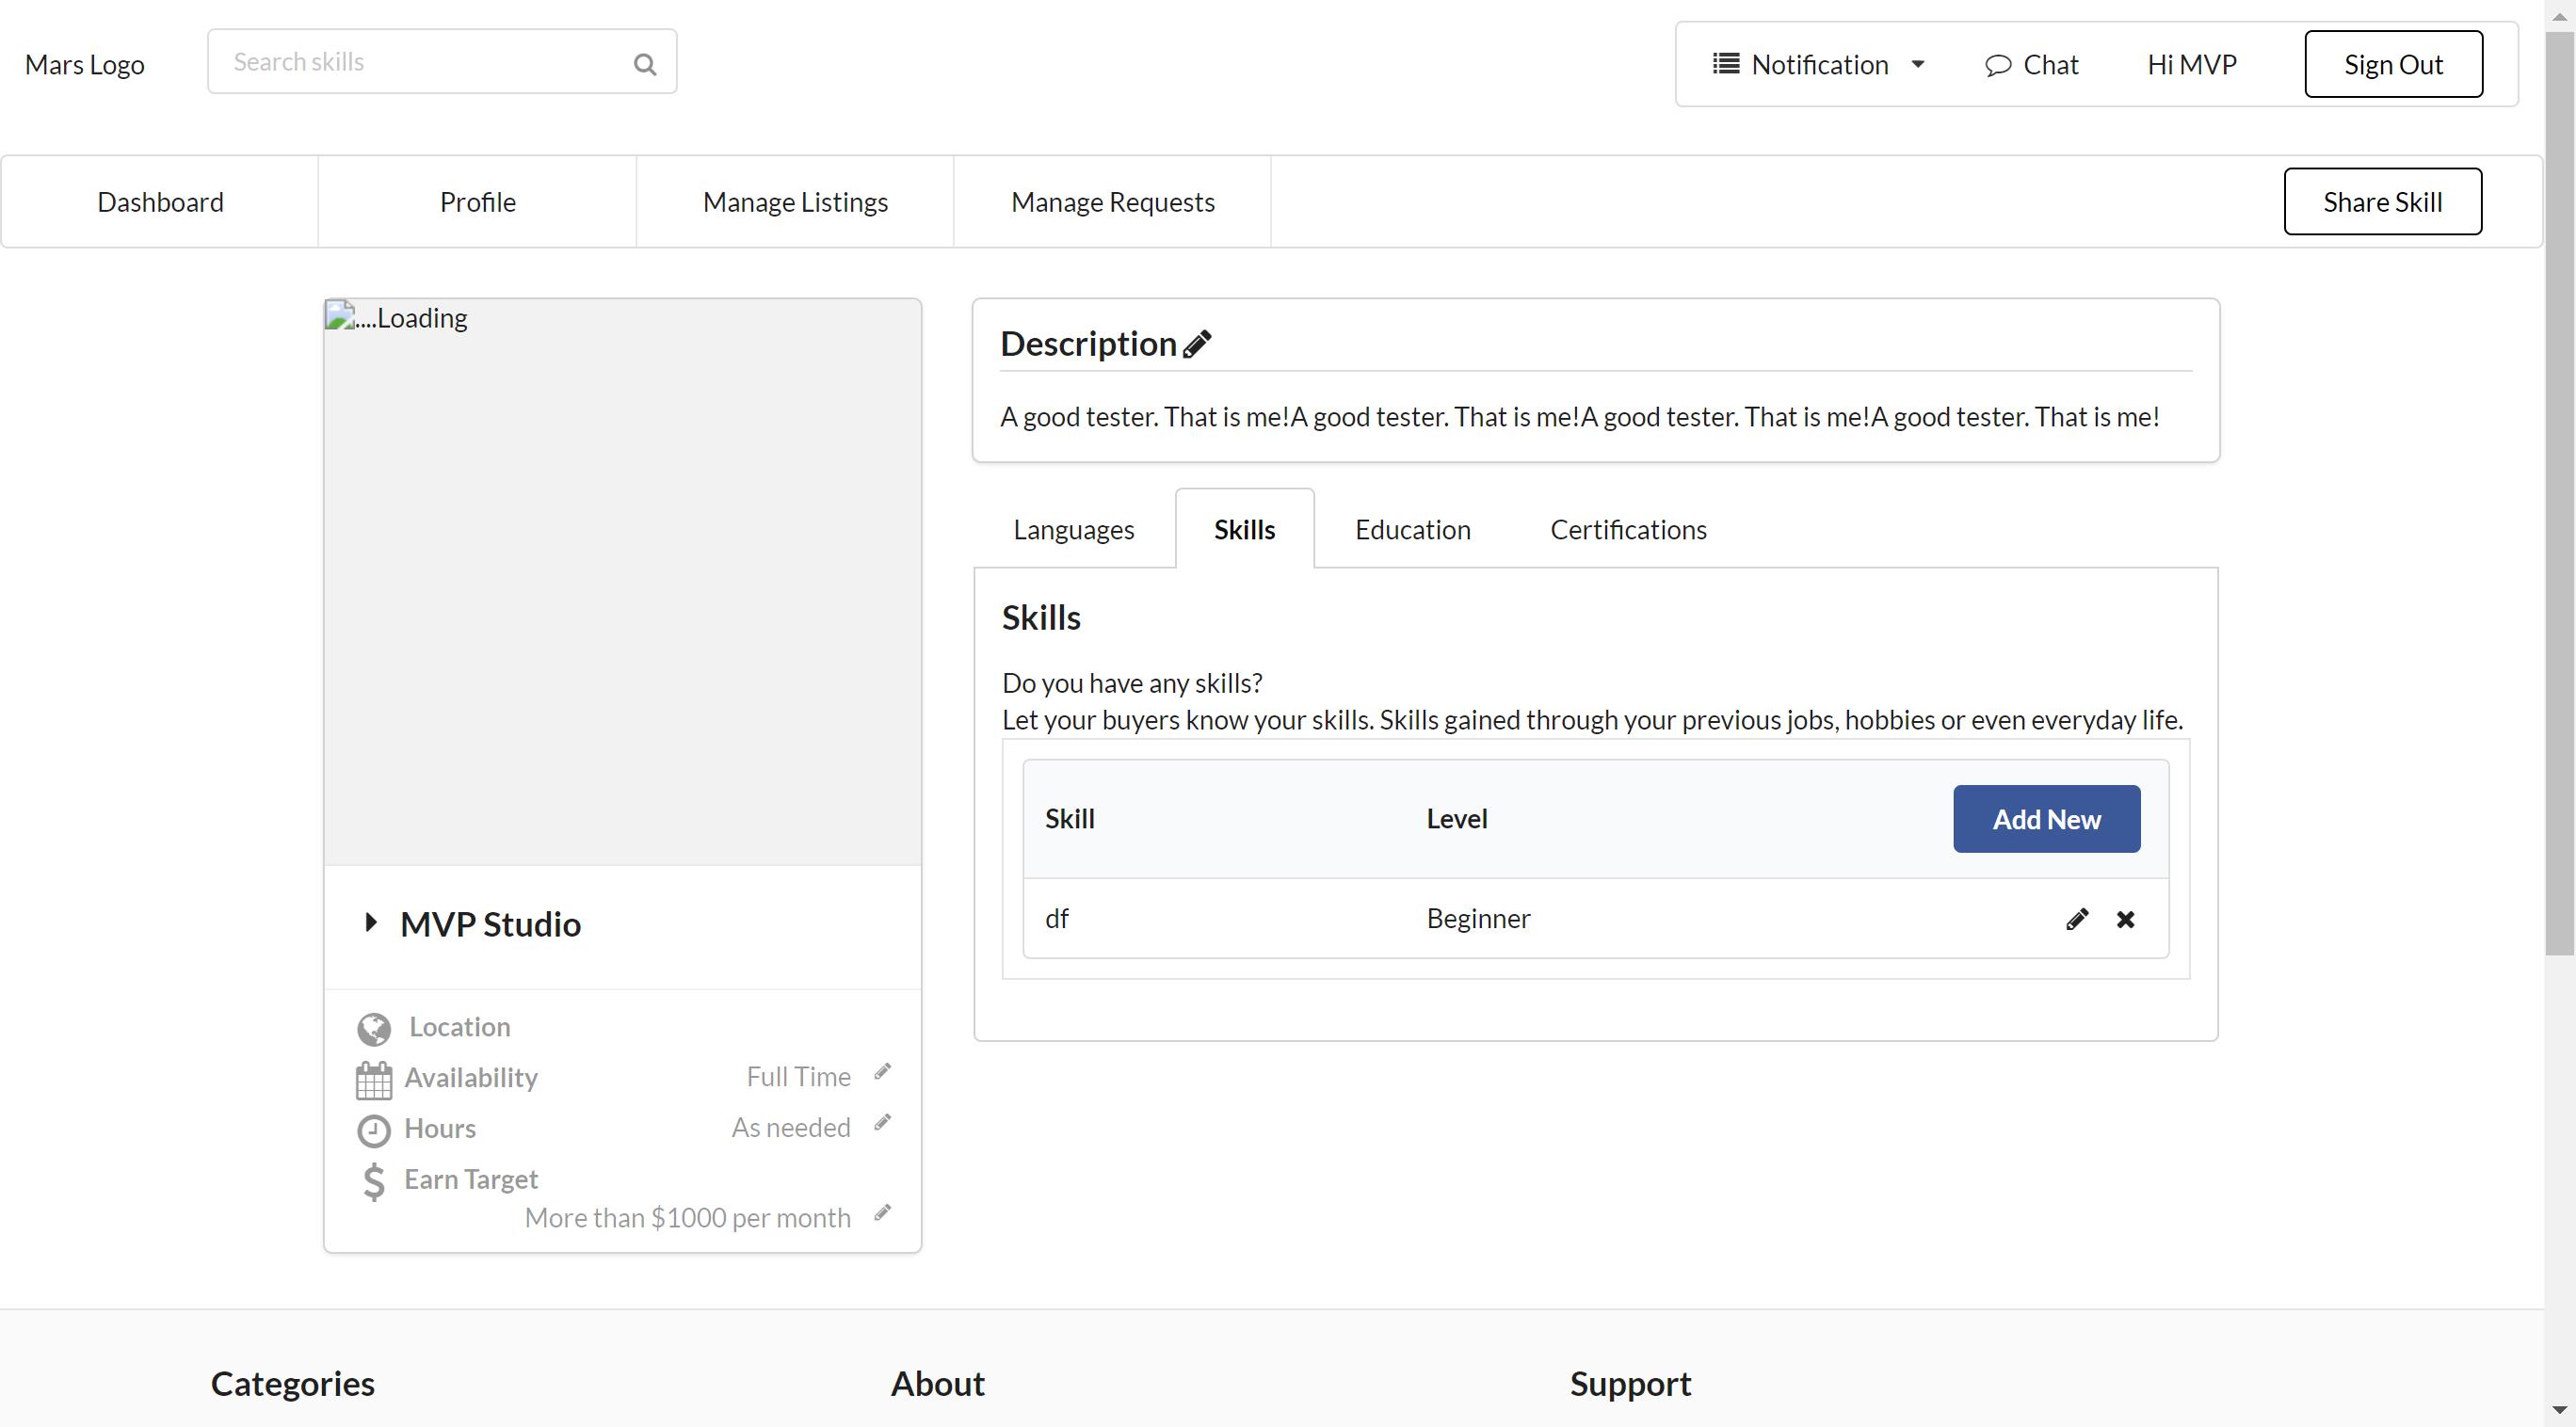 Mars Logo
Search skills
Notification
Chat
Hi MVP
Sign Out
Dashboard
Profile
Manage Listings
Manage Requests
Share Skill
....Loading
MVP Studio
Location
Availability
Full Time
Hours
As needed
Earn Target
More than $1000 per month
Description
A good tester. That is me!A good tester. That is me!A good tester. That is me!A good tester. That is me!
Languages
Skills
Education
Certifications
Skills
Do you have any skills?
Let your buyers know your skills. Skills gained through your previous jobs, hobbies or even everyday life.
Skill
Level
Add New
df
Beginner
Categories
About
Support